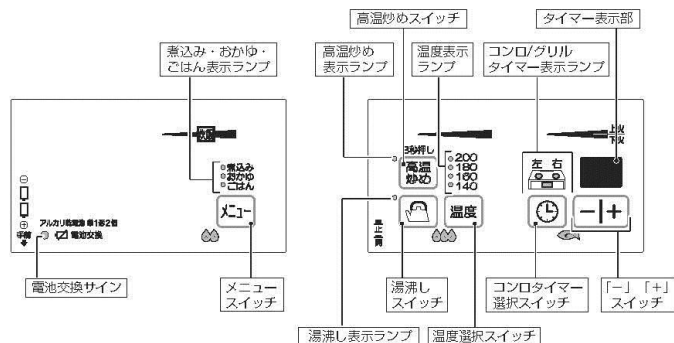 高温炒めスイッチ
タイマー表示部
煮込み・おかゆ・
ごはん表示ランプ
高温炒め
表示ランプ
温度表示
ランプ
コンロ/グリル
タイマー表示ランプ
炊飯
煮込み
おかゆ
ごはん
メニュー
⊖
⊕
手前
アルカリ乾電池 単1形2個
電池交換
3秒押し
高温
炒め
200
180
160
140
温度
左 右
上火
下火
− +
電池交換サイン
メニュー
スイッチ
湯沸し
スイッチ
コンロタイマー
選択スイッチ
「−」「+」
スイッチ
湯沸し表示ランプ
温度選択スイッチ